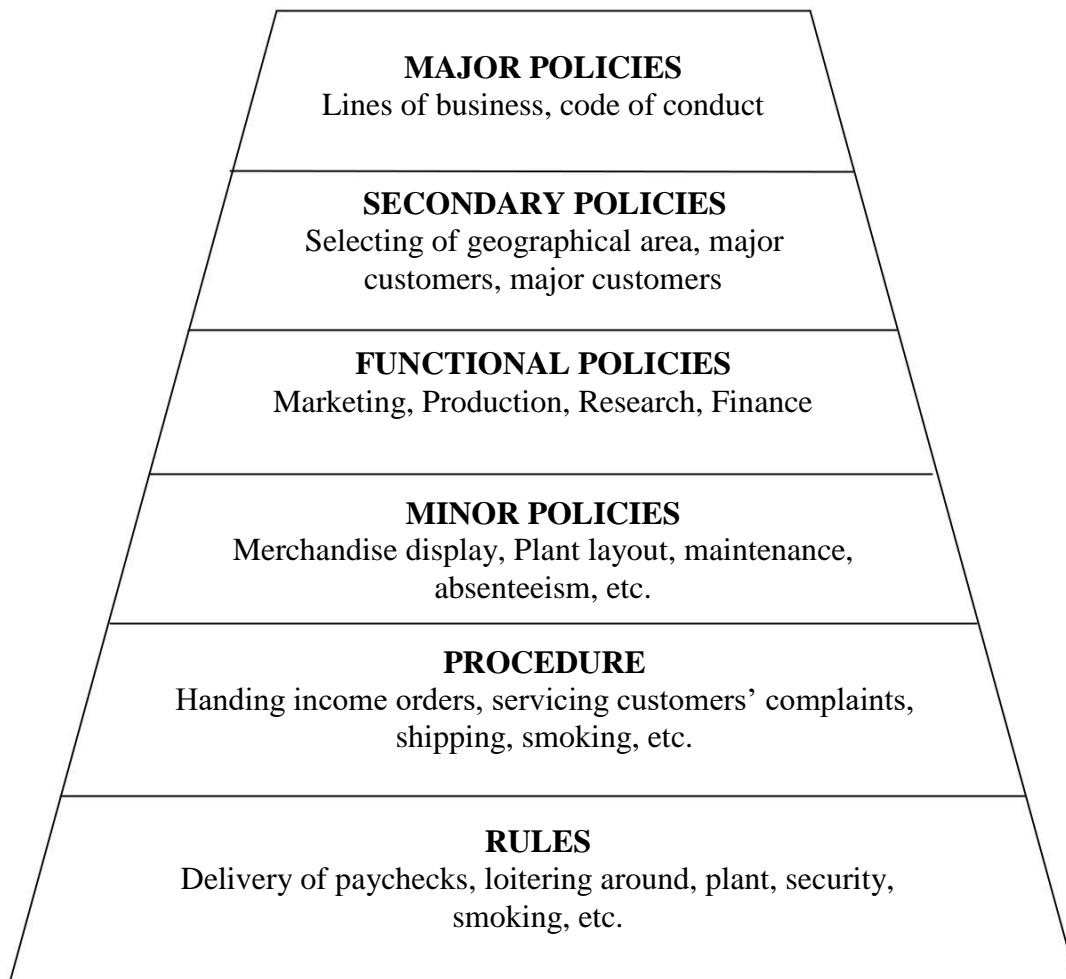 MAJOR POLICIES
Lines of business, code of conduct
SECONDARY POLICIES
Selecting of geographical area, major
customers, major customers
FUNCTIONAL POLICIES
Marketing, Production, Research, Finance
MINOR POLICIES
Merchandise display, Plant layout, maintenance,
absenteeism, etc.
PROCEDURE
Handing income orders, servicing customers’ complaints,
shipping, smoking, etc.
RULES
Delivery of paychecks, loitering around, plant, security,
smoking, etc.